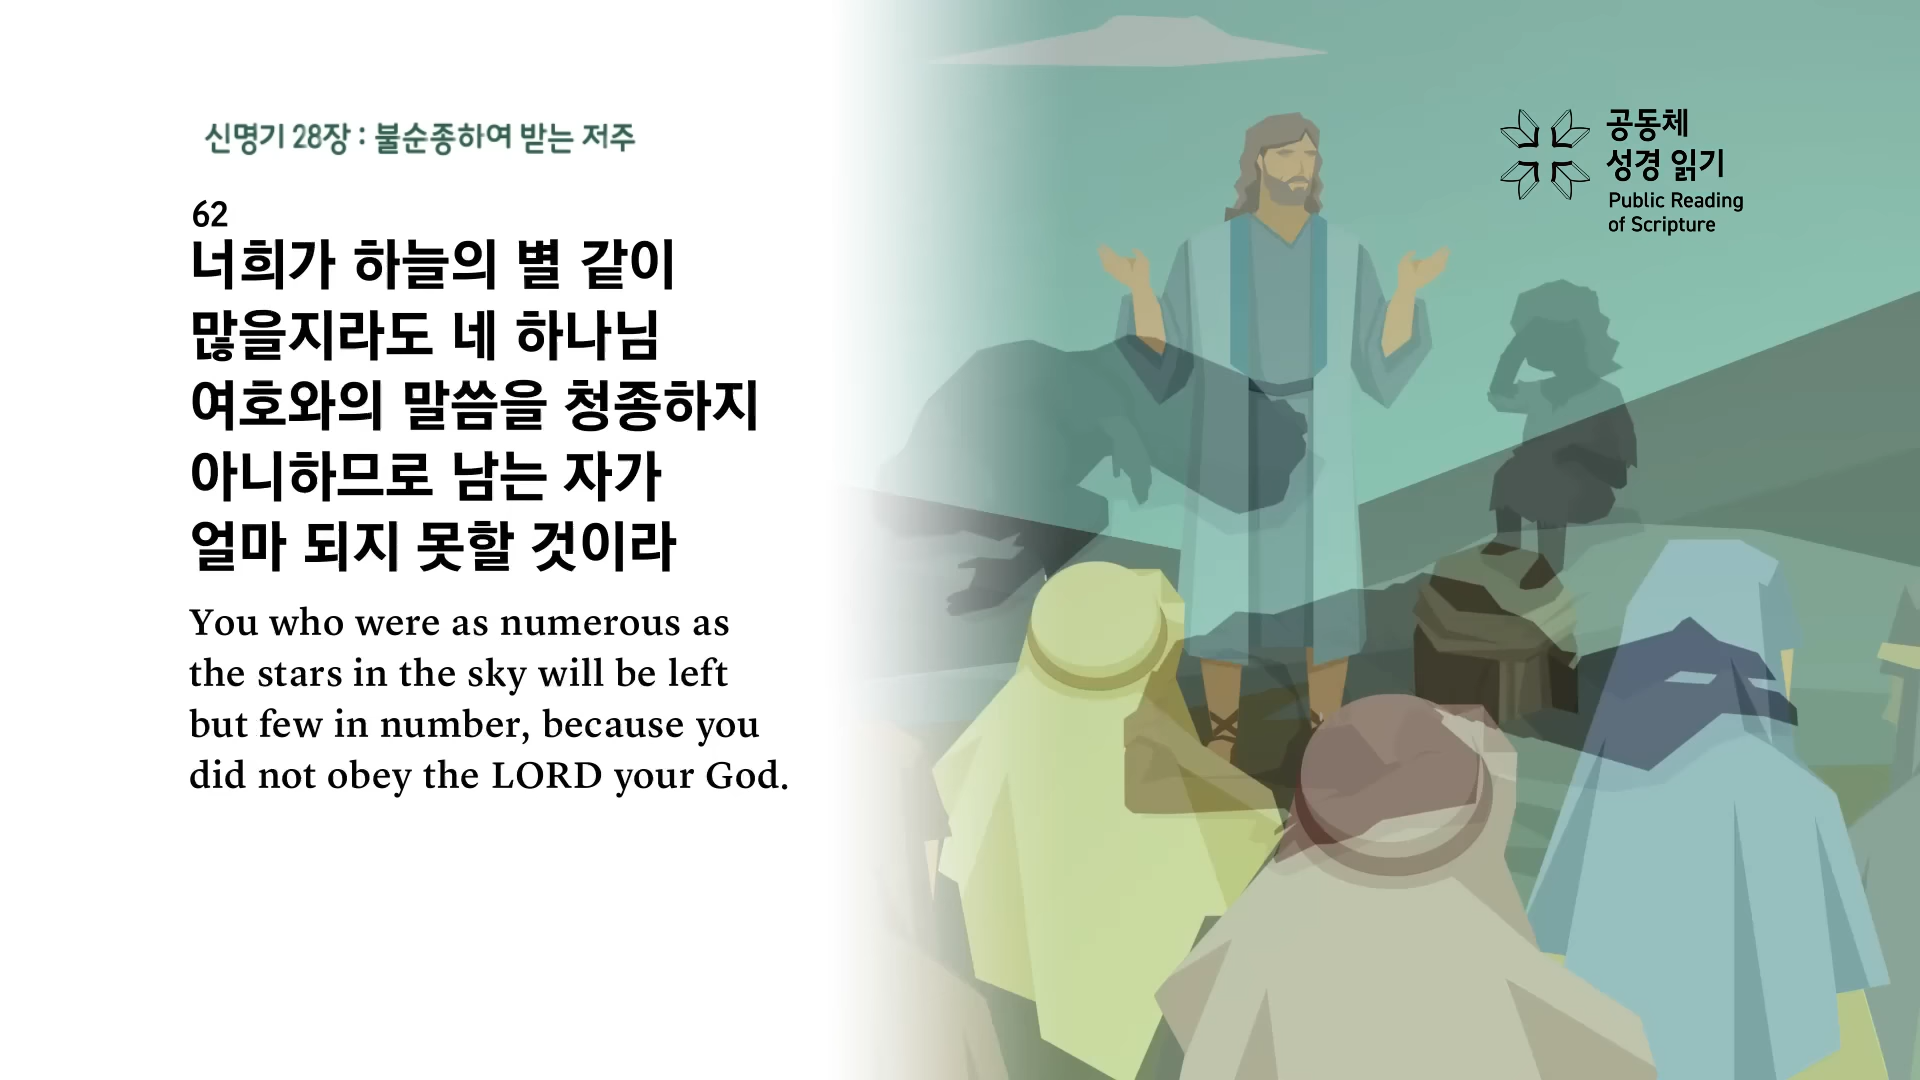 신명기 28장 : 불순종하여 받는 저주
62
너희가 하늘의 별 같이
많을지라도 네 하나님
여호와의 말씀을 청종하지
아니하므로 남는 자가
얼마 되지 못할 것이라
You who were as numerous as
the stars in the sky will be left
but few in number, because you
did not obey the LORD your God.
공동체
성경 읽기
Public Reading
of Scripture